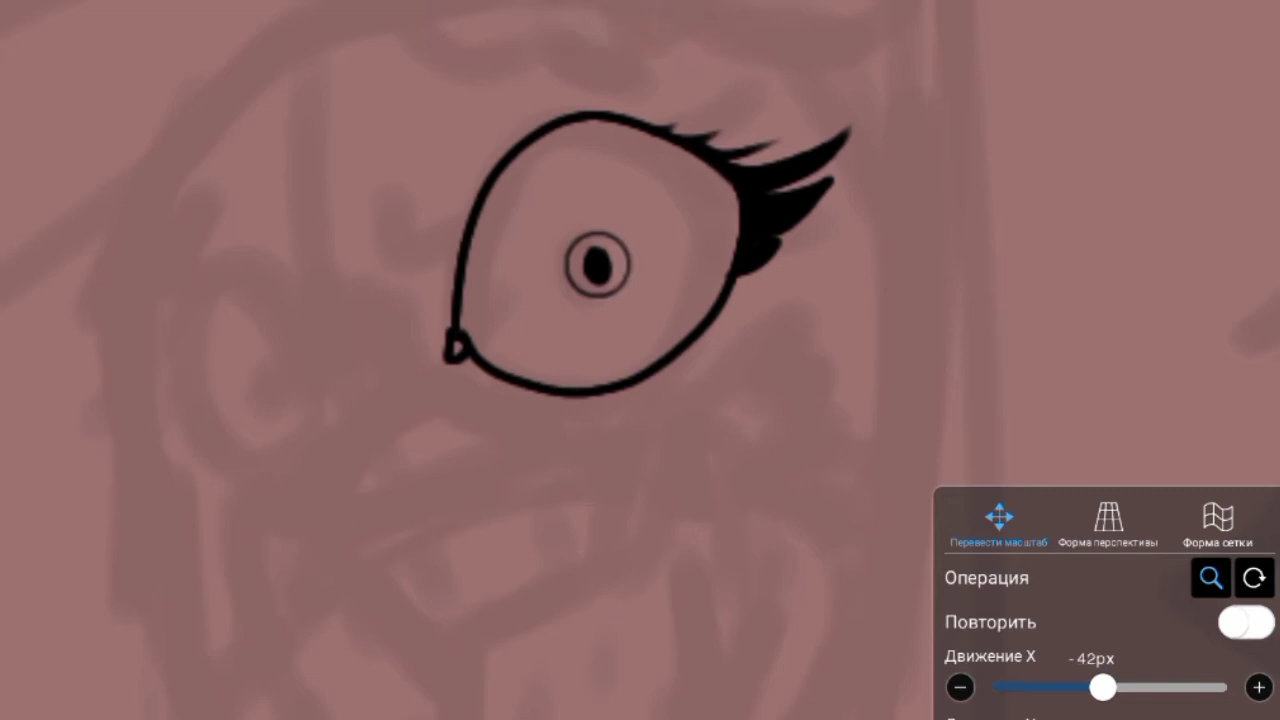 Перевести масштаб Форма перспективы Форма сетки
Операция
Повторить
Движение X -42px